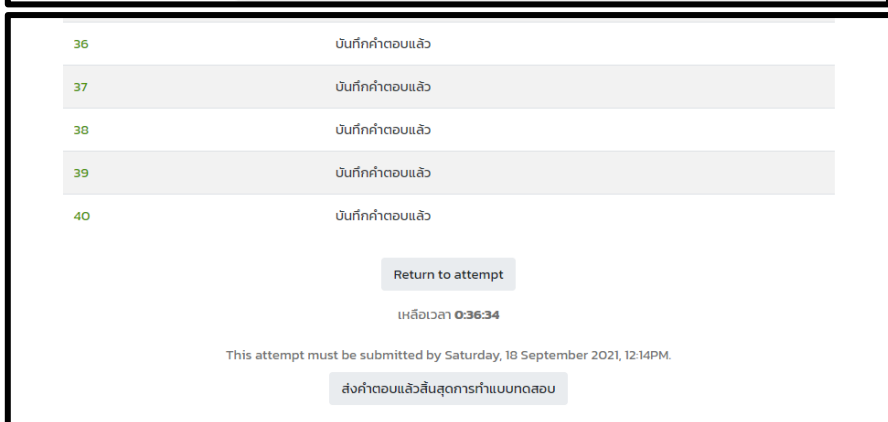 36 บันทึกคำตอบแล้ว
37 บันทึกคำตอบแล้ว
38 บันทึกคำตอบแล้ว
39 บันทึกคำตอบแล้ว
40 บันทึกคำตอบแล้ว
Return to attempt
เหลือเวลา 0:36:34
This attempt must be submitted by Saturday, 18 September 2021, 12:14PM.
ส่งคำตอบแล้วสิ้นสุดการทำแบบทดสอบ